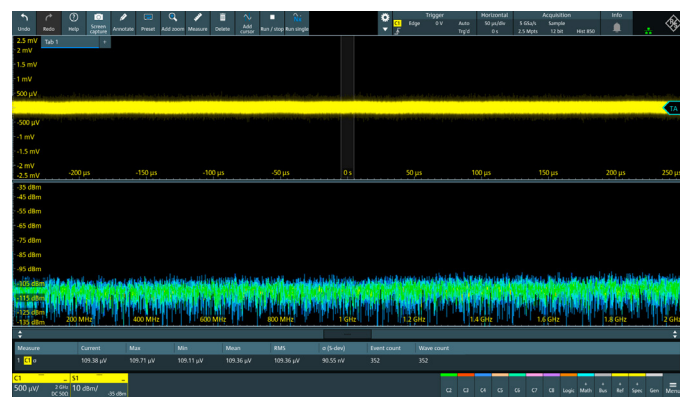 Trigger Horizontal Acquisition Info
C1 Edge 0 V Auto 50 µs/div 5 GSa/s Sample
Trg'd 0 s 2.5 Mpts 12 bit Hist 850
Undo Redo Help Screen capture Annotate Preset Add zoom Measure Delete Add cursor Run / stop Run single
2.5 mV Tab 1 +
2 mV
1.5 mV
1 mV
500 µV
TA
-500 µV
-1 mV
-1.5 mV
-2 mV
-2.5 mV -200 µs -150 µs -100 µs -50 µs 0 s 50 µs 100 µs 150 µs 200 µs 250 µs
-35 dBm
-45 dBm
-55 dBm
-65 dBm
-75 dBm
-85 dBm
-95 dBm
-105 dBm
-115 dBm
-125 dBm
-135 dBm 200 MHz 400 MHz 600 MHz 800 MHz 1 GHz 1.2 GHz 1.4 GHz 1.6 GHz 1.8 GHz 2 GHz
Measure Current Max Min Mean RMS σ (S-dev) Event count Wave count
1 C1 σ 109.38 µV 109.71 µV 109.11 µV 109.36 µV 109.36 µV 90.55 nV 352 352
C1 S1
500 µV/ 2 GHz DC 50Ω 10 dBm/ -35 dBm
C2 C3 C4 C5 C6 C7 C8 Logic + Math + Bus + Ref + Spec Gen Menu